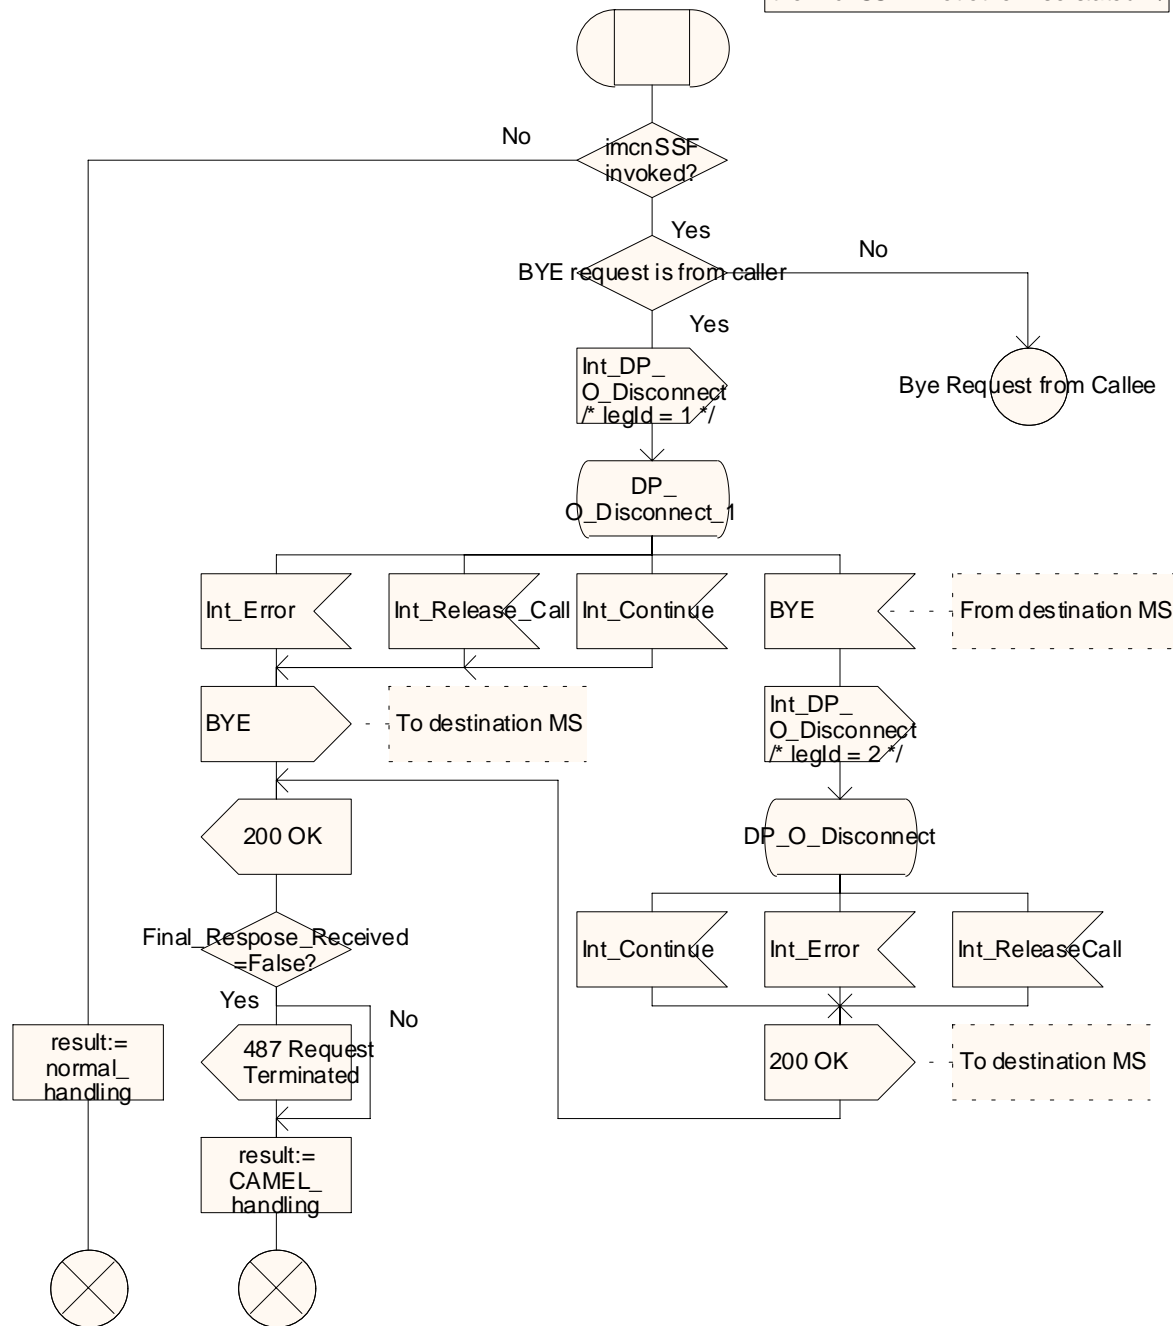 No
imcnSSF
invoked?
Yes
BYE request is from caller
No
Yes
Int_DP_
O_Disconnect
/* legId = 1 */
Bye Request from Callee
DP_
O_Disconnect_1
Int_Error
Int_Release_Call
Int_Continue
BYE
From destination MS
BYE
To destination MS
Int_DP_
O_Disconnect
/* legId = 2 */
200 OK
DP_O_Disconnect
Final_Respose_Received
=False?
Int_Continue
Int_Error
Int_ReleaseCall
Yes
No
result:=
normal_
handling
487 Request
Terminated
200 OK
To destination MS
result:=
CAMEL_
handling